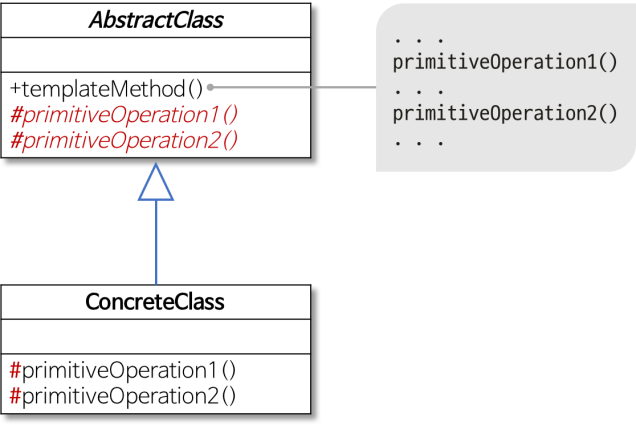 AbstractClass
+templateMethod()
#primitiveOperation1()
#primitiveOperation2()
. . .
primitiveOperation1()
. . .
primitiveOperation2()
. . .
ConcreteClass
#primitiveOperation1()
#primitiveOperation2()